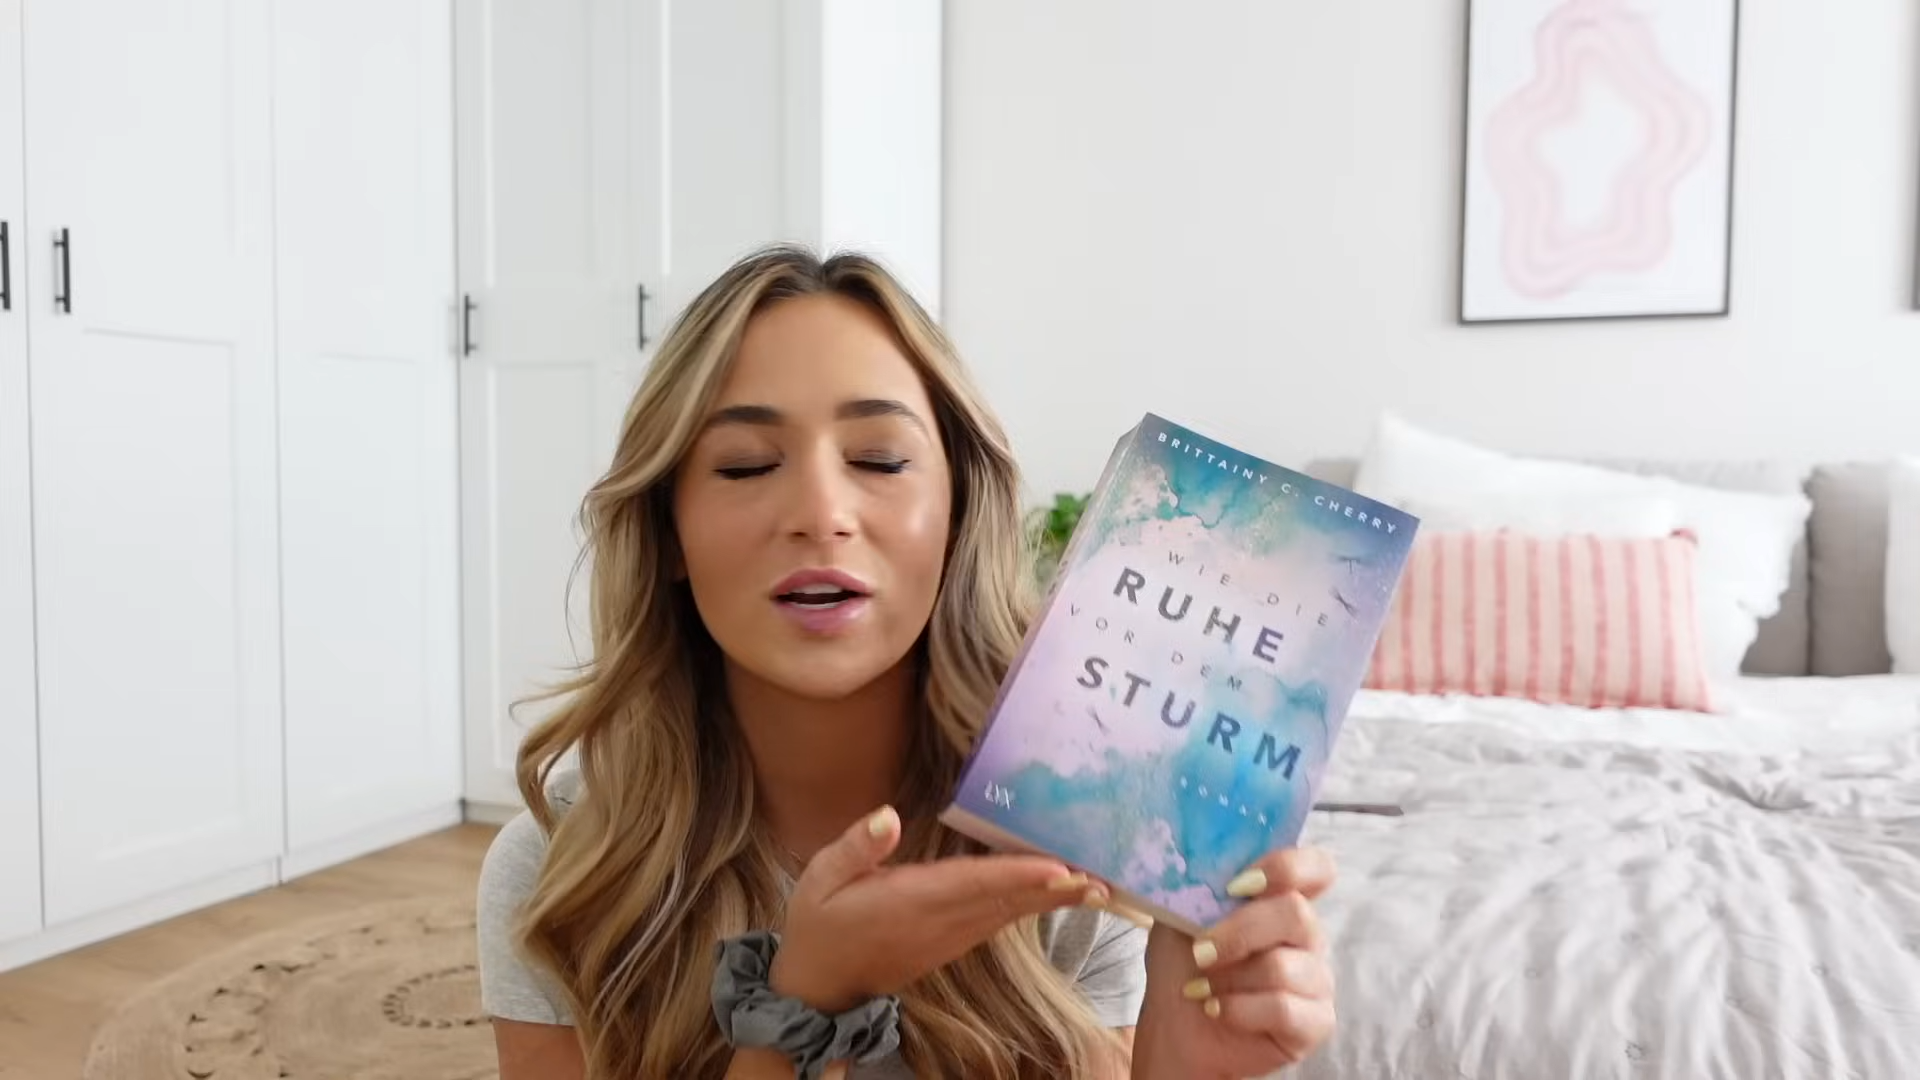 BRITTAINY C. CHERRY
WIE DIE
RUHE
VOR DEM
STURM
ROMAN
LYX